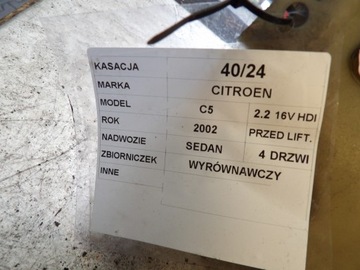 KASACJA 40/24
MARKA CITROEN
MODEL C5 2.2 16V HDI
ROK 2002 PRZED LIFT.
NADWOZIE SEDAN 4 DRZWI
ZBIORNICZEK WYRÓWNAWCZY
INNE